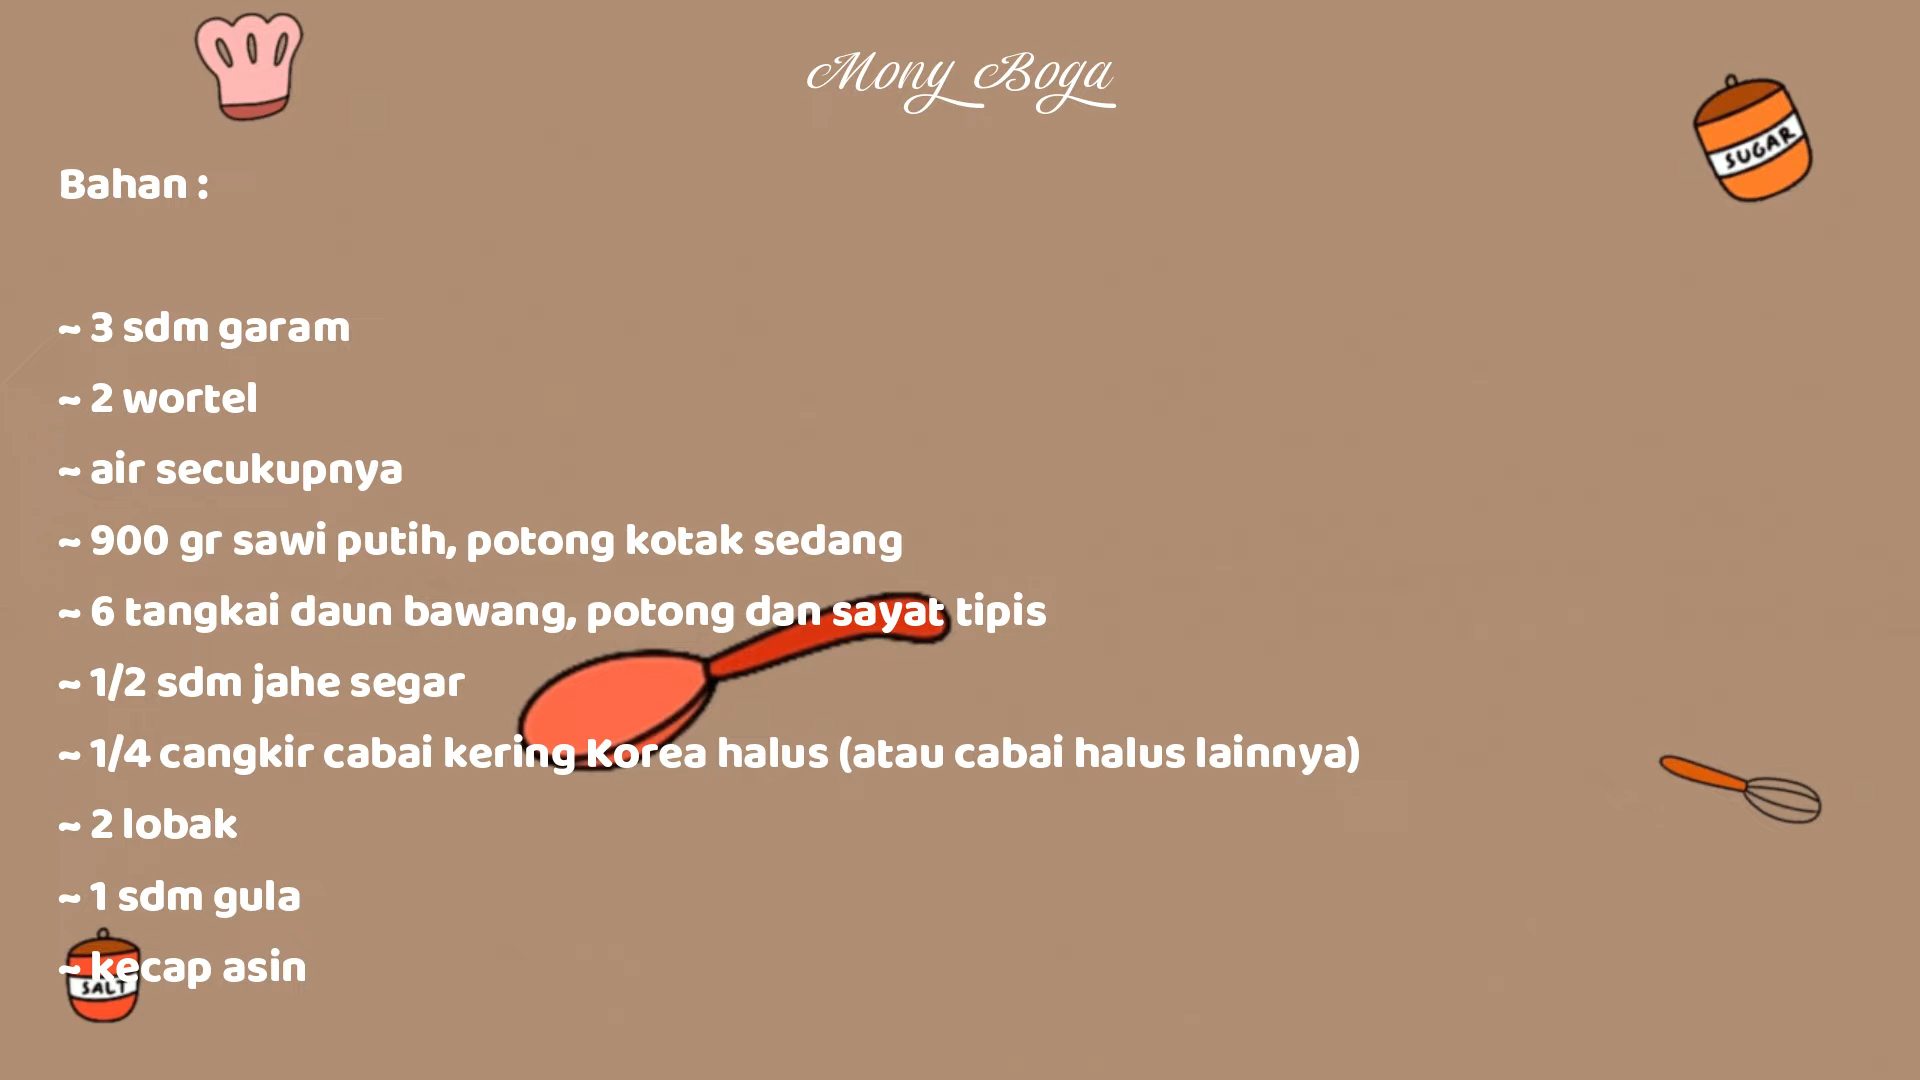 Mony Boga
SUGAR
Bahan :
~ 3 sdm garam
~ 2 wortel
~ air secukupnya
~ 900 gr sawi putih, potong kotak sedang
~ 6 tangkai daun bawang, potong dan sayat tipis
~ 1/2 sdm jahe segar
~ 1/4 cangkir cabai kering Korea halus (atau cabai halus lainnya)
~ 2 lobak
~ 1 sdm gula
~ kecap asin
SALT